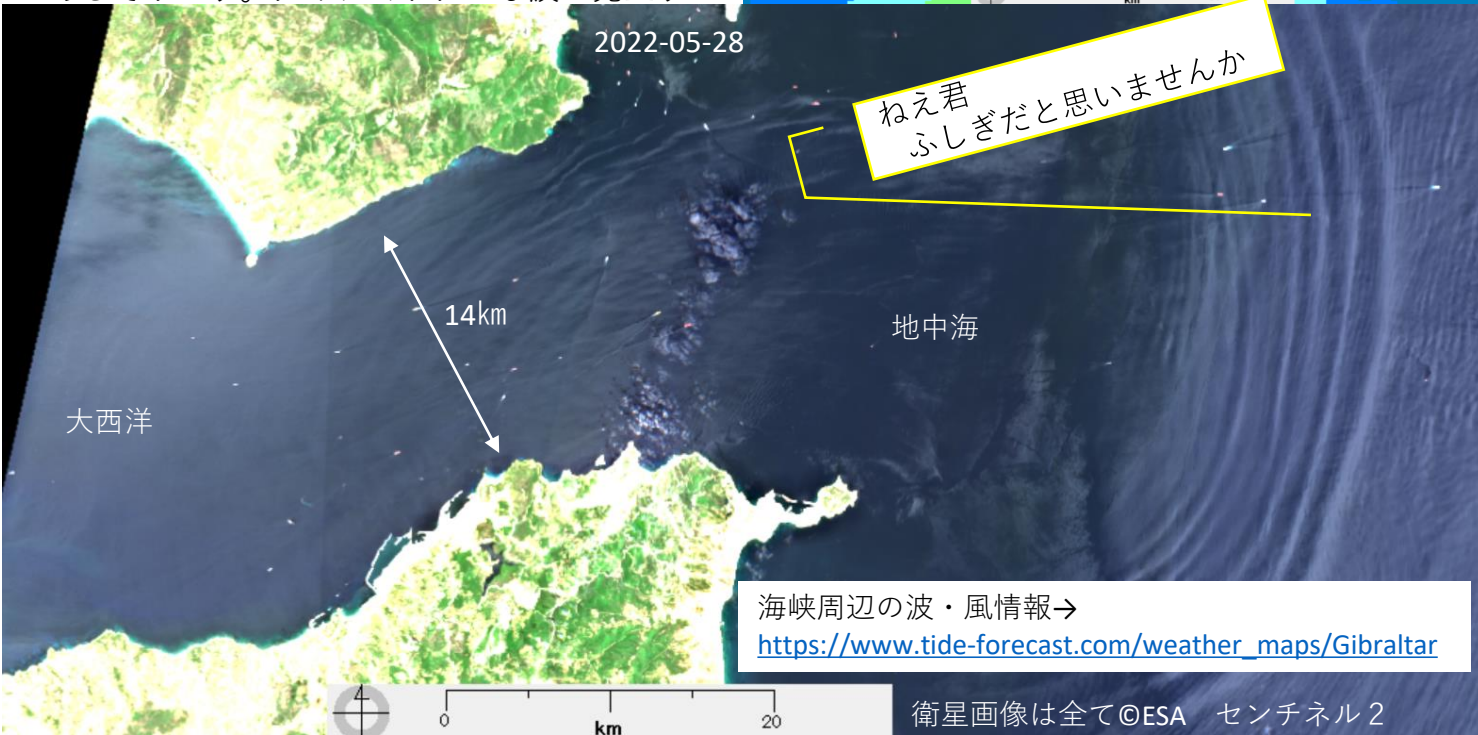 km
2022-05-28
ねえ君
ふしぎだと思いませんか
14㎞
地中海
大西洋
海峡周辺の波・風情報→
https://www.tide-forecast.com/weather_maps/Gibraltar
0
km
20
衛星画像は全て©ESA　センチネル２